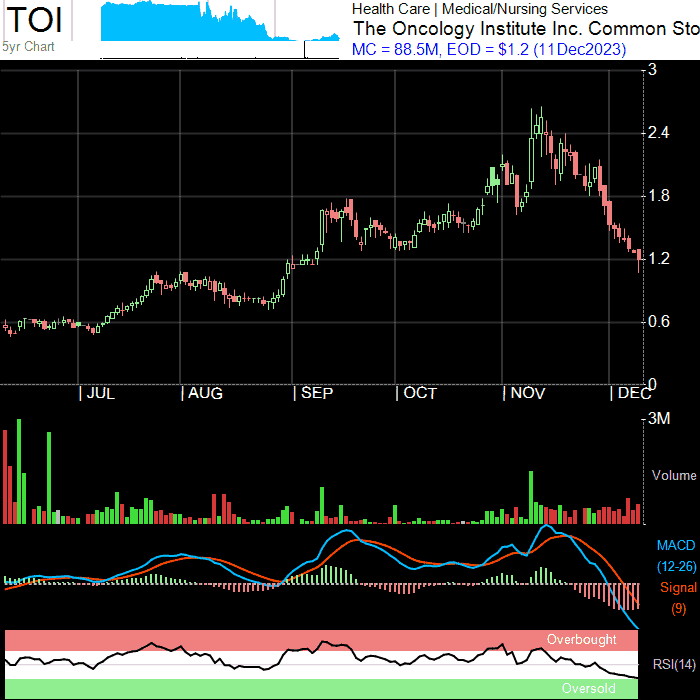 TOI
5yr Chart
Health Care | Medical/Nursing Services
The Oncology Institute Inc. Common Sto
MC = 88.5M, EOD = $1.2 (11Dec2023)
3
2.4
1.8
1.2
0.6
0
| JUL | AUG | SEP | OCT | NOV | DEC
3M
Volume
MACD
(12-26)
Signal
(9)
Overbought
RSI(14)
Oversold